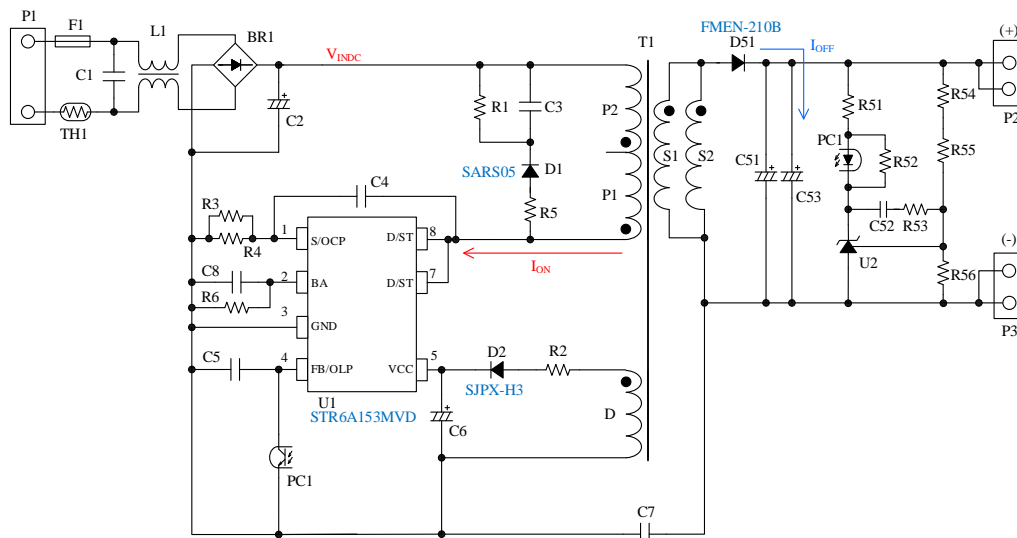 P1
F1
L1
BR1
C1
TH1
C2
V_INDC
R1
C3
SARS05
D1
R5
T1
P2
P1
S1
S2
FMEN-210B
D51
I_OFF
C51
C53
R51
PC1
R52
C52
R53
U2
R54
R55
R56
(+)
P2
(-)
P3
C4
R3
R4
1
S/OCP
D/ST
8
C8
R6
2
BA
D/ST
7
3
GND
C5
4
FB/OLP
VCC
5
U1
STR6A153MVD
I_ON
D2
R2
SJPX-H3
D
C6
PC1
C7